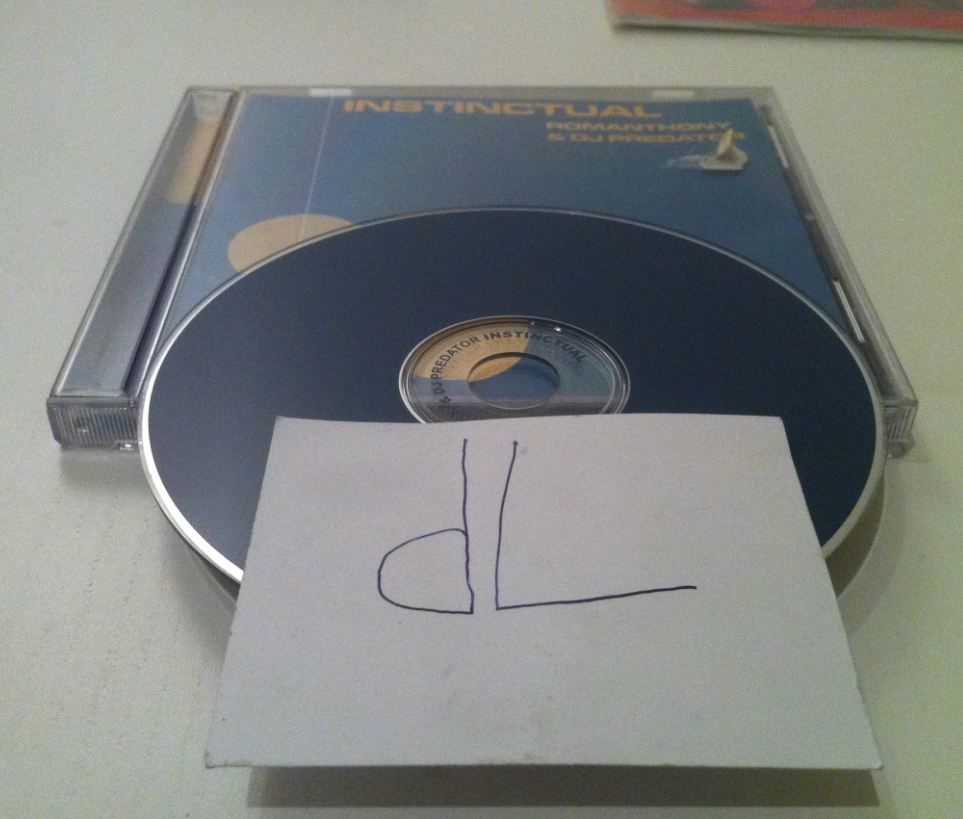 INSTINCTUAL
ROMANTHONY
& DJ PREDATOR
& DJ PREDATOR INSTINCTUAL
dL